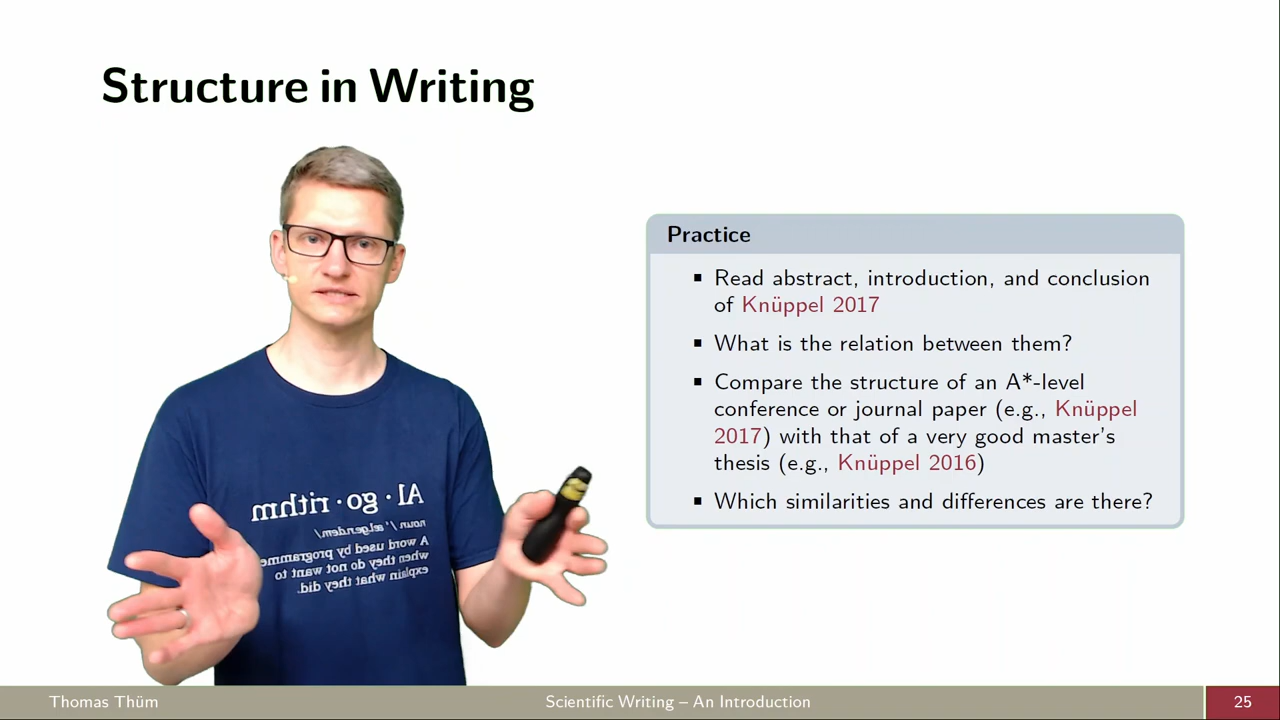 Structure in Writing
Al·go·rithm
noun /'ælgəriðəm/
A word used by programme
when they do not want to
explain what they did.
Practice
▪ Read abstract, introduction, and conclusion
of Knüppel 2017
▪ What is the relation between them?
▪ Compare the structure of an A*-level
conference or journal paper (e.g., Knüppel
2017) with that of a very good master's
thesis (e.g., Knüppel 2016)
▪ Which similarities and differences are there?
Thomas Thüm
Scientific Writing – An Introduction
25